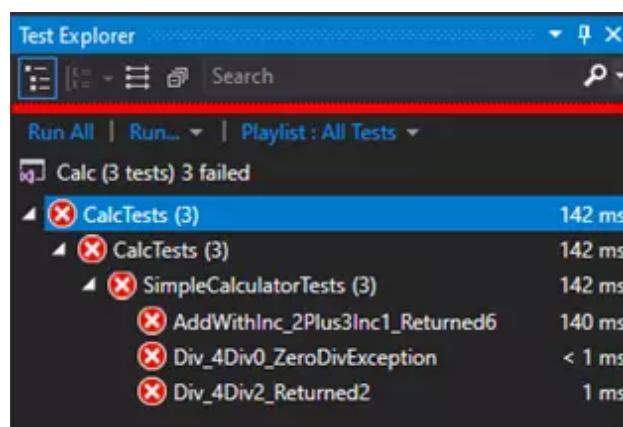 Test Explorer
Search
Run All | Run... | Playlist : All Tests
Calc (3 tests) 3 failed
CalcTests (3) 142 ms
CalcTests (3) 142 ms
SimpleCalculatorTests (3) 142 ms
AddWithInc_2Plus3Inc1_Returned6 140 ms
Div_4Div0_ZeroDivException < 1 ms
Div_4Div2_Returned2 1 ms